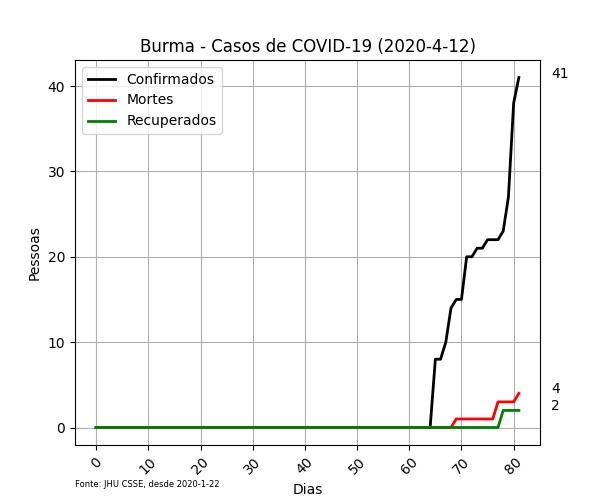 Burma - Casos de COVID-19 (2020-4-12)
Confirmados
Mortes
Recuperados
41
4
2
Pessoas
40
30
20
10
0
0
10
20
30
40
50
60
70
80
Dias
Fonte: JHU CSSE, desde 2020-1-22